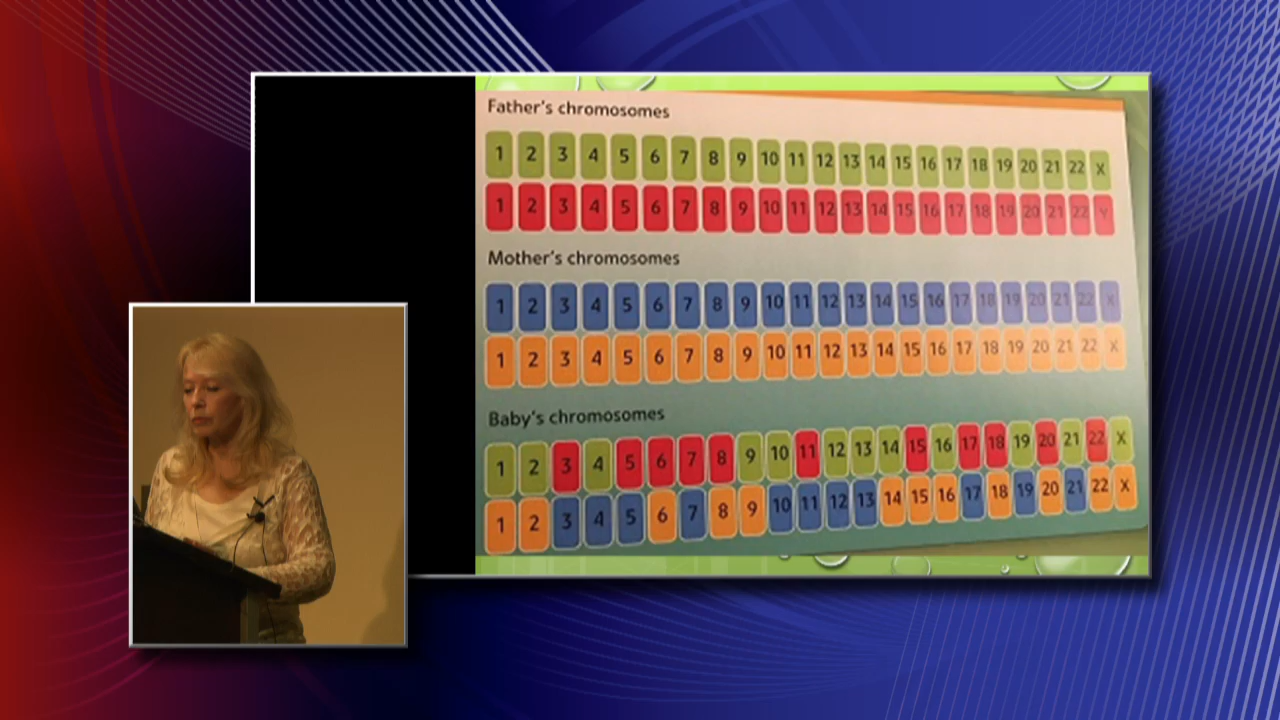 Father's chromosomes
1 2 3 4 5 6 7 8 9 10 11 12 13 14 15 16 17 18 19 20 21 22 X
1 2 3 4 5 6 7 8 9 10 11 12 13 14 15 16 17 18 19 20 21 22 Y
Mother's chromosomes
1 2 3 4 5 6 7 8 9 10 11 12 13 14 15 16 17 18 19 20 21 22 X
1 2 3 4 5 6 7 8 9 10 11 12 13 14 15 16 17 18 19 20 21 22 X
Baby's chromosomes
1 2 3 4 5 6 7 8 9 10 11 12 13 14 15 16 17 18 19 20 21 22 X
1 2 3 4 5 6 7 8 9 10 11 12 13 14 15 16 17 18 19 20 21 22 X